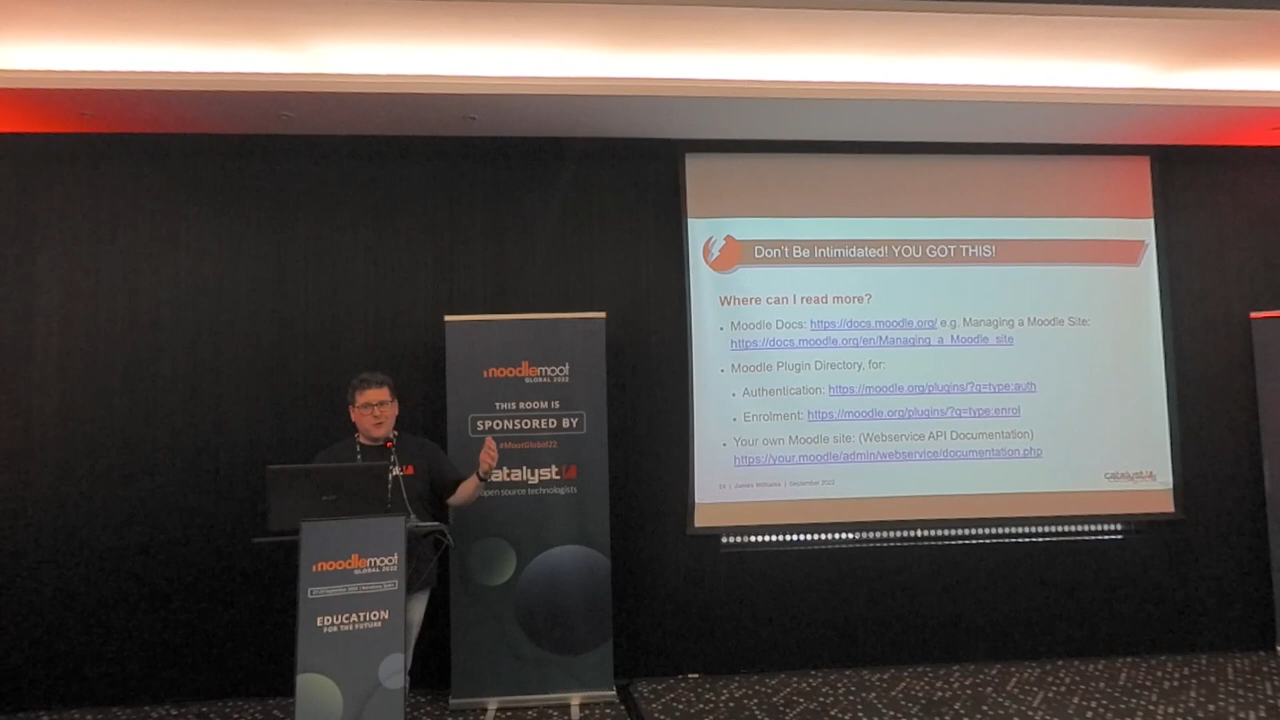 Don't Be Intimidated! YOU GOT THIS!
Where can I read more?
• Moodle Docs: https://docs.moodle.org/ e.g. Managing a Moodle Site:
https://docs.moodle.org/en/Managing_a_Moodle_site
• Moodle Plugin Directory, for:
• Authentication: https://moodle.org/plugins/?q=type:auth
• Enrolment: https://moodle.org/plugins/?q=type:enrol
• Your own Moodle site: (Webservice API Documentation)
https://your.moodle/admin/webservice/documentation.php
| James Williams | September 2022
catalyst
moodlemoot
GLOBAL 2022
THIS ROOM IS
SPONSORED BY
#MootGlobal22
catalyst
open source technologists
moodlemoot
GLOBAL 2022
EDUCATION
FOR THE FUTURE